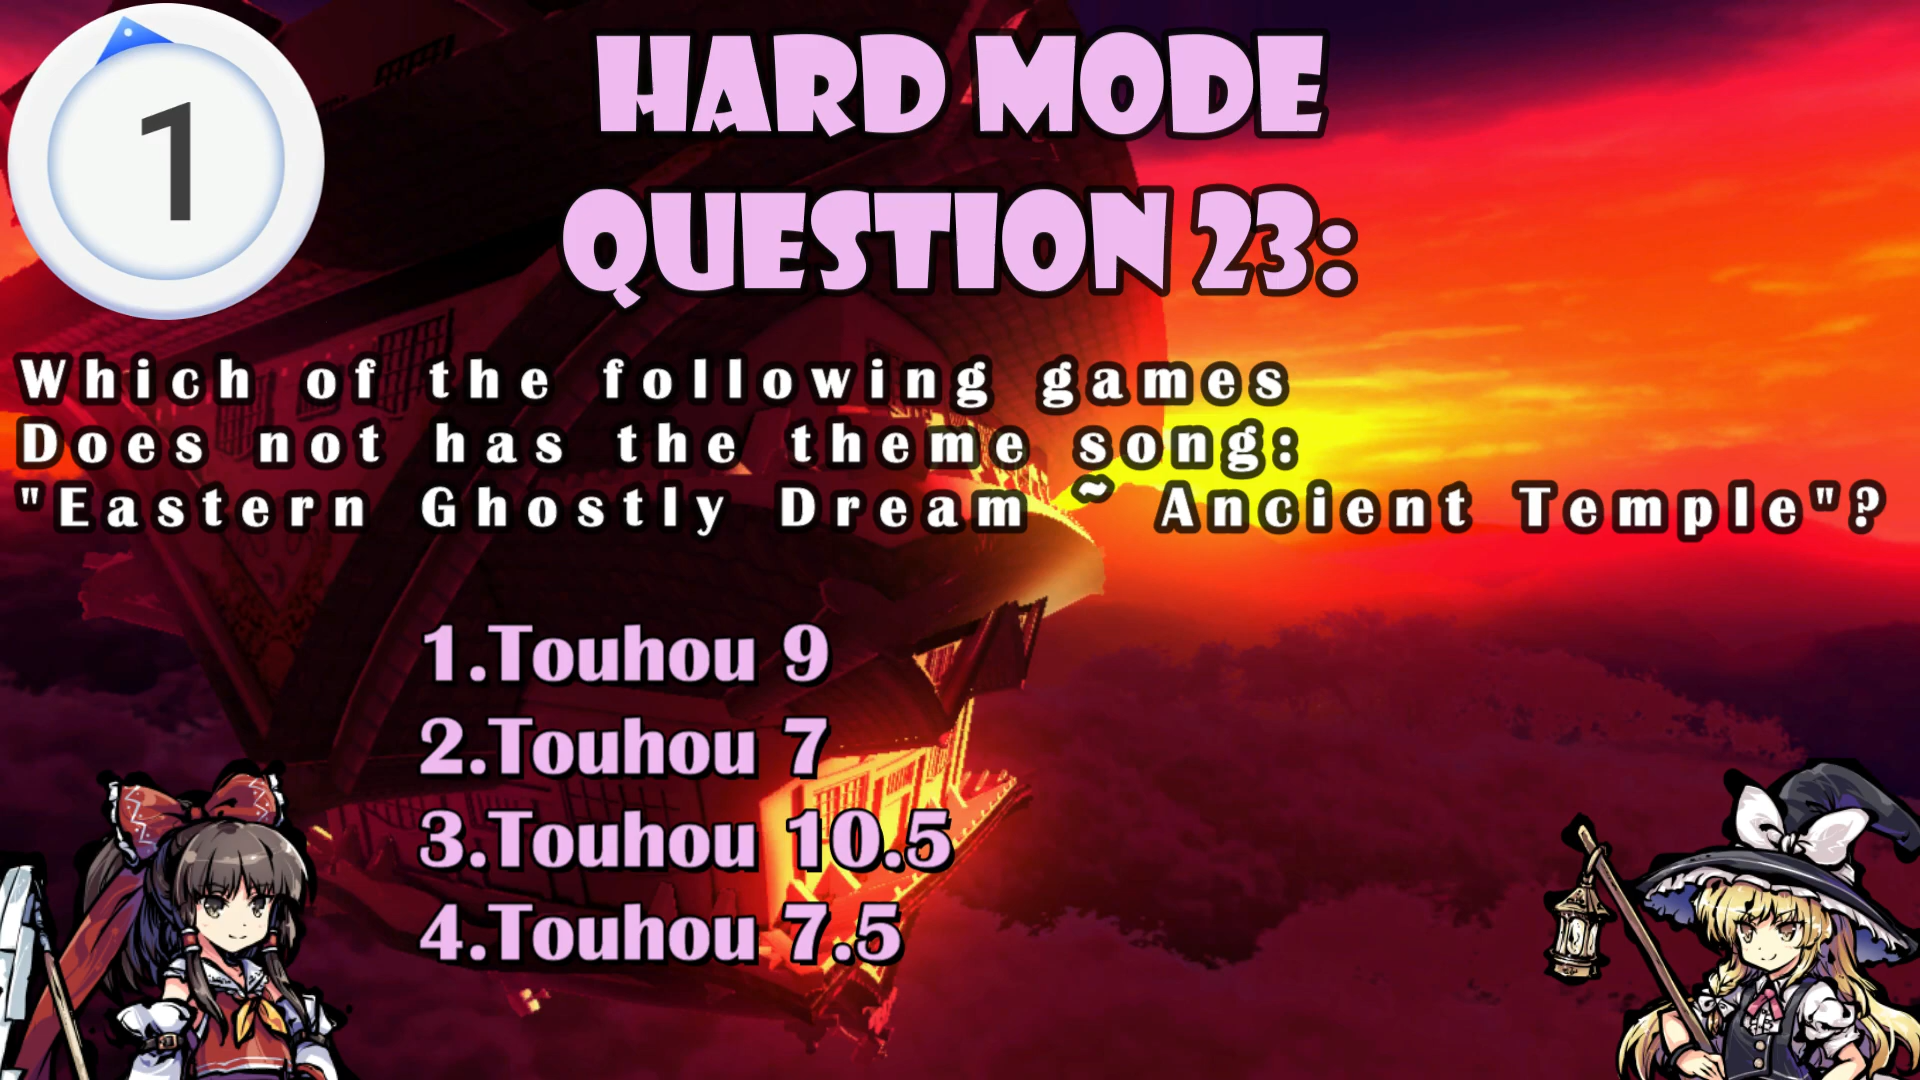 1
HARD MODE
QUESTION 23:
Which of the following games
Does not has the theme song:
"Eastern Ghostly Dream ~ Ancient Temple"?
1.Touhou 9
2.Touhou 7
3.Touhou 10.5
4.Touhou 7.5